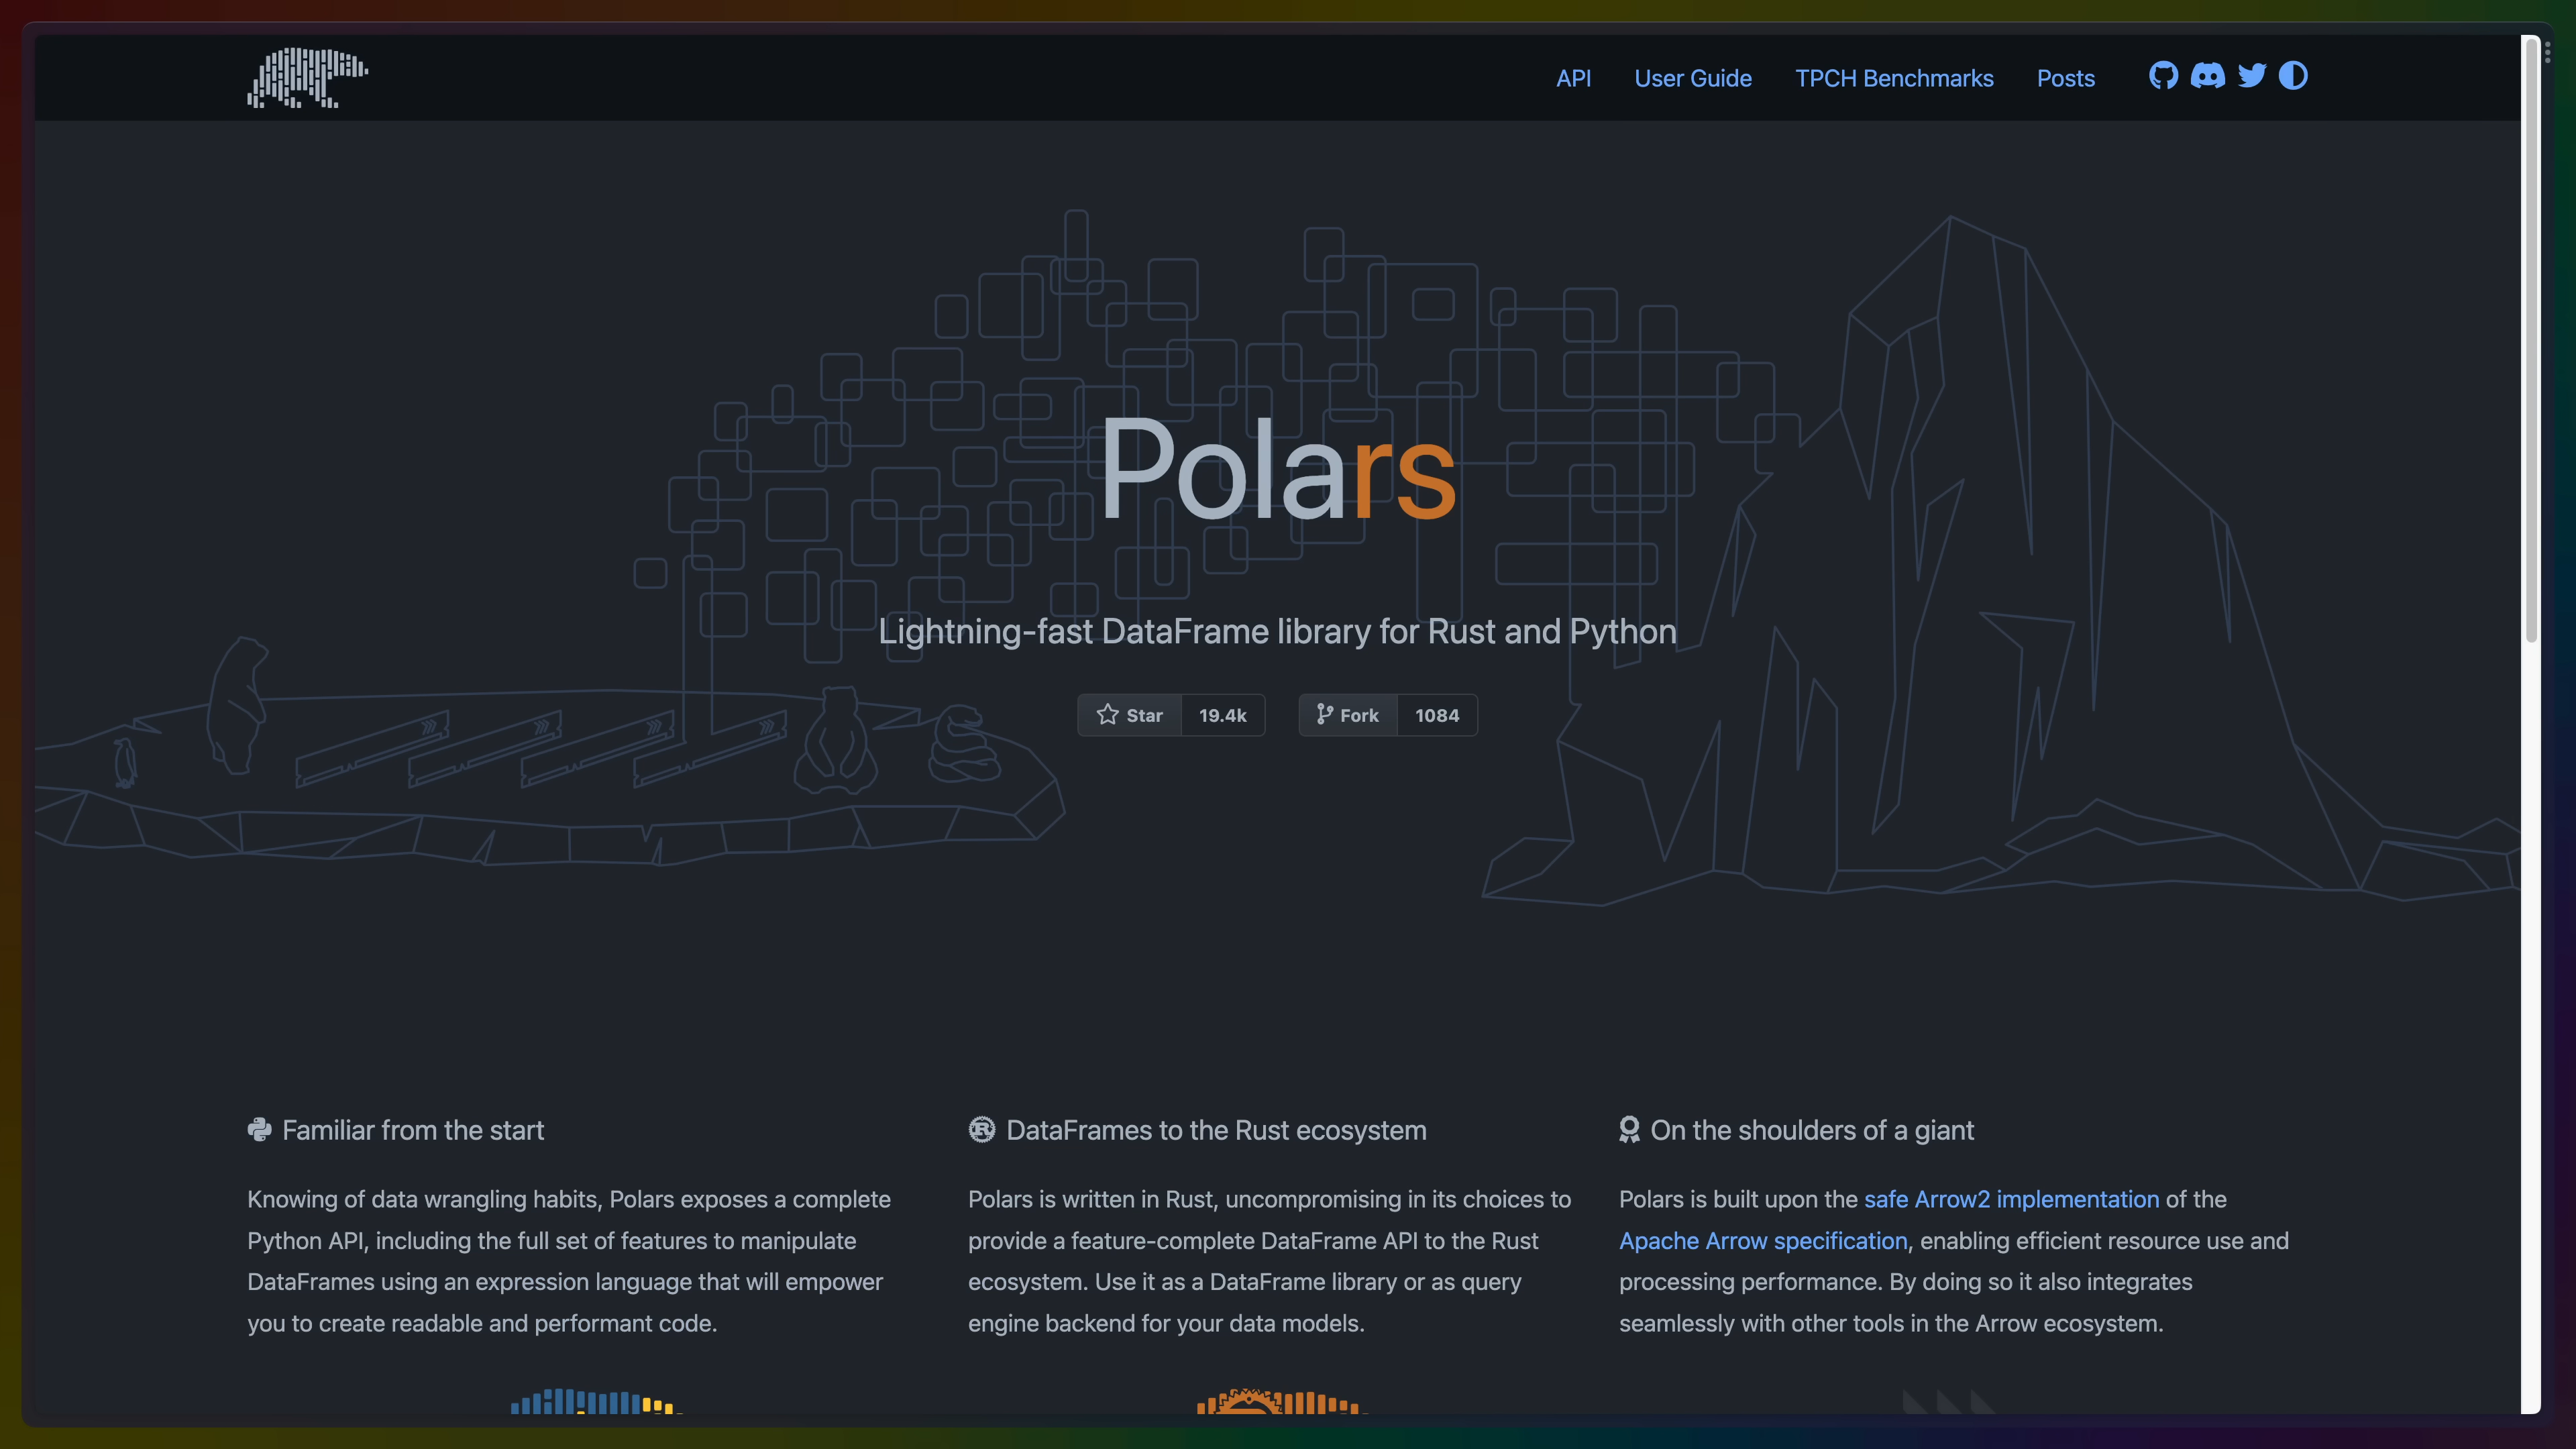 API User Guide TPCH Benchmarks Posts
Polars
Lightning-fast DataFrame library for Rust and Python
Star 19.4k Fork 1084
Familiar from the start
Knowing of data wrangling habits, Polars exposes a complete
Python API, including the full set of features to manipulate
DataFrames using an expression language that will empower
you to create readable and performant code.
DataFrames to the Rust ecosystem
Polars is written in Rust, uncompromising in its choices to
provide a feature-complete DataFrame API to the Rust
ecosystem. Use it as a DataFrame library or as query
engine backend for your data models.
On the shoulders of a giant
Polars is built upon the safe Arrow2 implementation of the
Apache Arrow specification, enabling efficient resource use and
processing performance. By doing so it also integrates
seamlessly with other tools in the Arrow ecosystem.